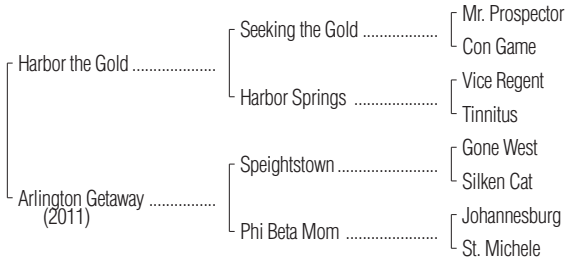 Mr. Prospector
Seeking the Gold ..................
Con Game
Harbor the Gold ....................
Vice Regent
Harbor Springs ....................
Tinnitus
Gone West
Speightstown ........................
Silken Cat
Arlington Getaway ................
(2011)
Johannesburg
Phi Beta Mom ......................
St. Michele